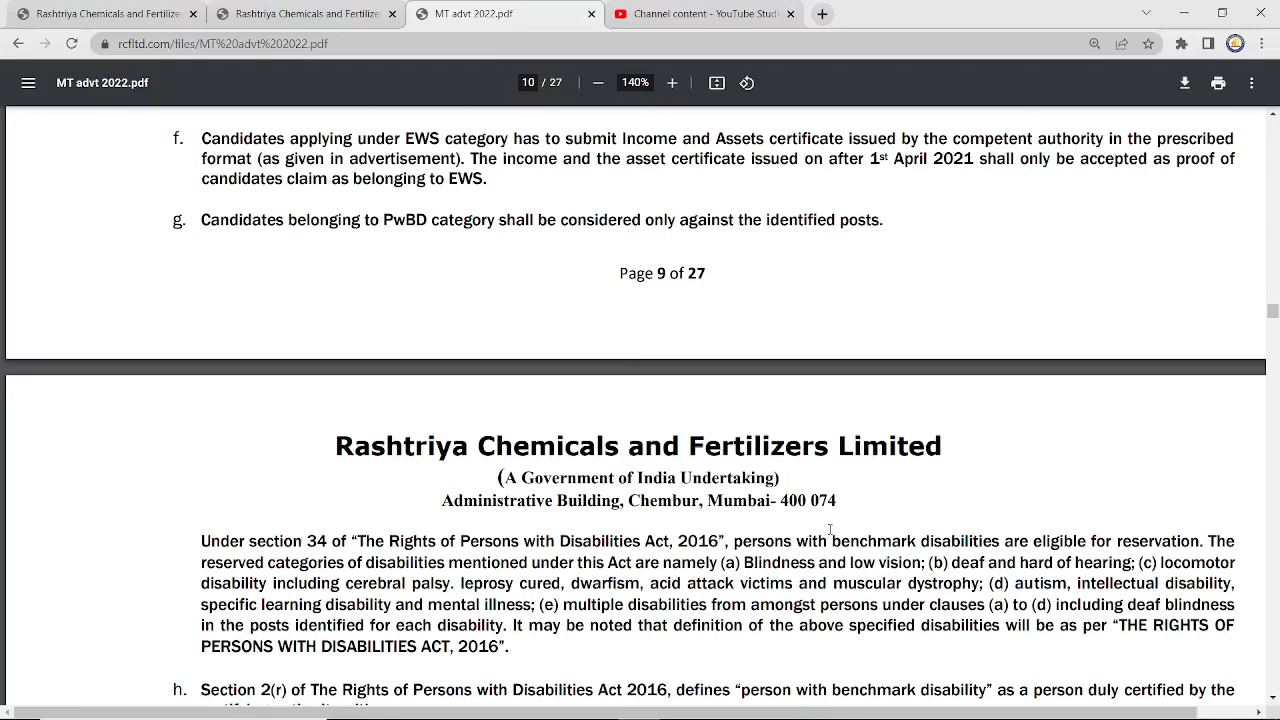 Rashtriya Chemicals and Fertilize
Rashtriya Chemicals and Fertilize
MT advt 2022.pdf
Channel content - YouTube Studi
rcfltd.com/files/MT%20advt%202022.pdf
MT advt 2022.pdf
10 / 27
140%
f. Candidates applying under EWS category has to submit Income and Assets certificate issued by the competent authority in the prescribed
format (as given in advertisement). The income and the asset certificate issued on after 1st April 2021 shall only be accepted as proof of
candidates claim as belonging to EWS.
g. Candidates belonging to PwBD category shall be considered only against the identified posts.
Page 9 of 27
Rashtriya Chemicals and Fertilizers Limited
(A Government of India Undertaking)
Administrative Building, Chembur, Mumbai- 400 074
Under section 34 of “The Rights of Persons with Disabilities Act, 2016”, persons with benchmark disabilities are eligible for reservation. The
reserved categories of disabilities mentioned under this Act are namely (a) Blindness and low vision; (b) deaf and hard of hearing; (c) locomotor
disability including cerebral palsy. leprosy cured, dwarfism, acid attack victims and muscular dystrophy; (d) autism, intellectual disability,
specific learning disability and mental illness; (e) multiple disabilities from amongst persons under clauses (a) to (d) including deaf blindness
in the posts identified for each disability. It may be noted that definition of the above specified disabilities will be as per “THE RIGHTS OF
PERSONS WITH DISABILITIES ACT, 2016”.
h. Section 2(r) of The Rights of Persons with Disabilities Act 2016, defines “person with benchmark disability” as a person duly certified by the